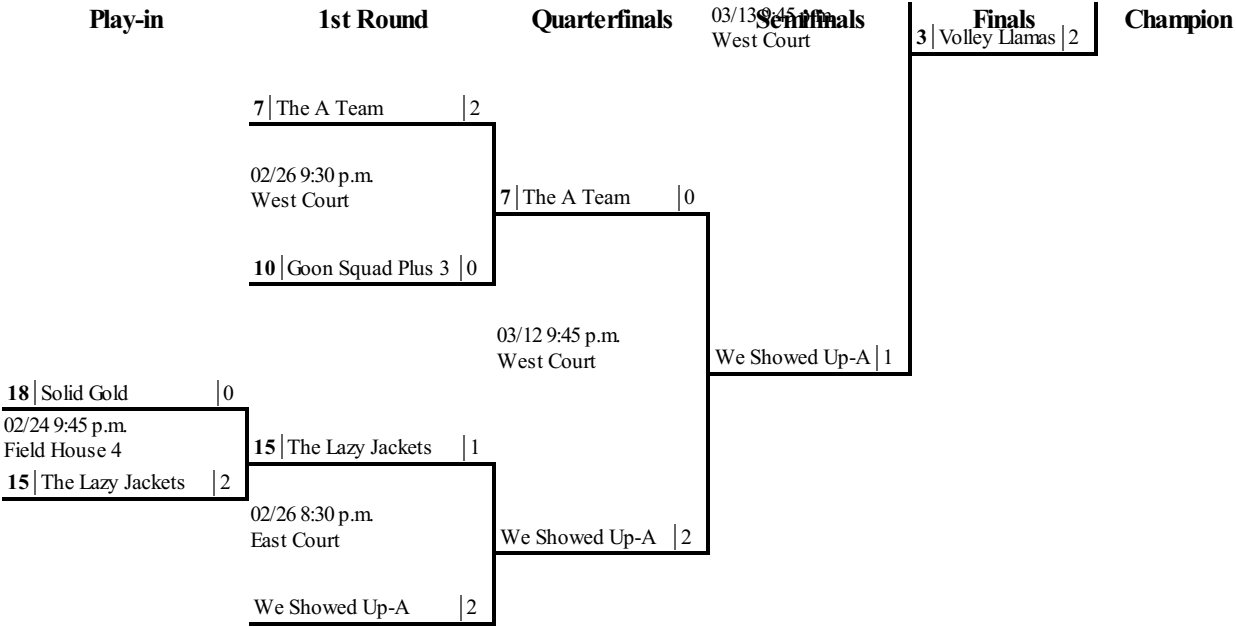 Play-in 1st Round Quarterfinals Semifinals Finals Champion
03/13 9:45 p.m.
West Court
3 Volley Llamas 2
7 The A Team 2
02/26 9:30 p.m.
West Court
7 The A Team 0
10 Goon Squad Plus 3 0
03/12 9:45 p.m.
West Court
We Showed Up-A 1
18 Solid Gold 0
02/24 9:45 p.m.
Field House 4
15 The Lazy Jackets 2
15 The Lazy Jackets 1
02/26 8:30 p.m.
East Court
We Showed Up-A 2
We Showed Up-A 2